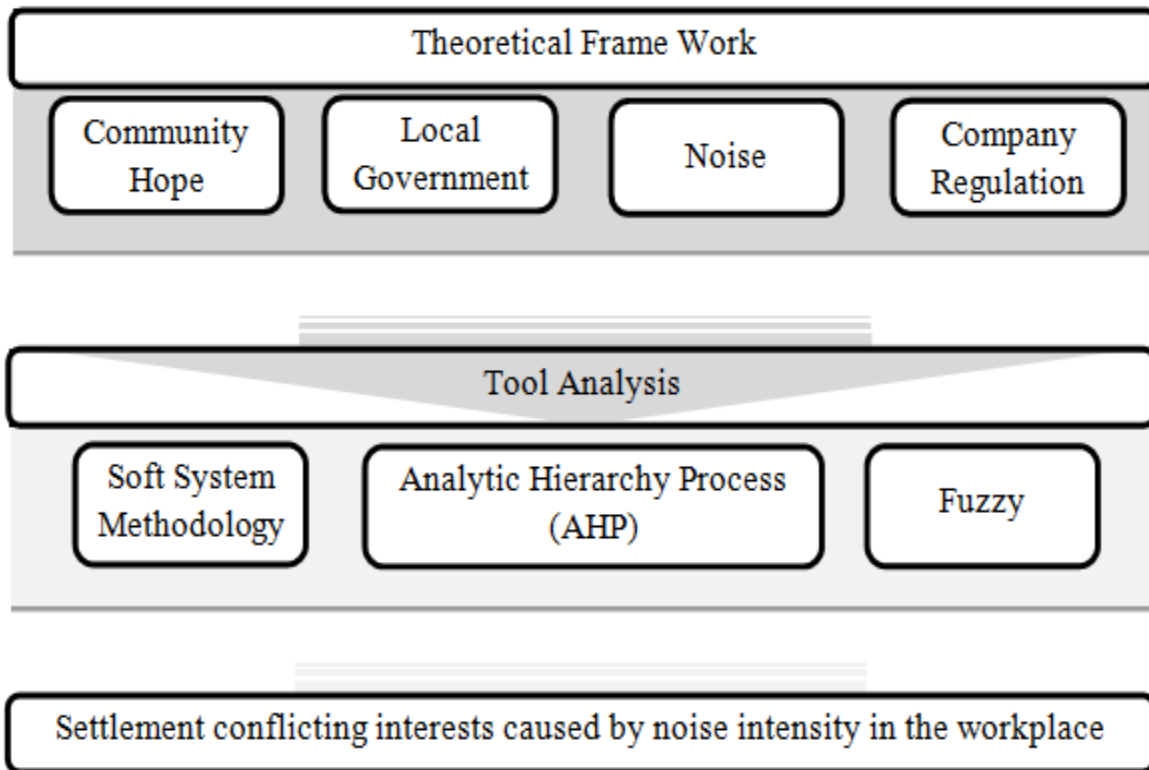 Theoretical Frame Work
Community
Hope
Local
Government
Noise
Company
Regulation
Tool Analysis
Soft System
Methodology
Analytic Hierarchy Process
(AHP)
Fuzzy
Settlement conflicting interests caused by noise intensity in the workplace